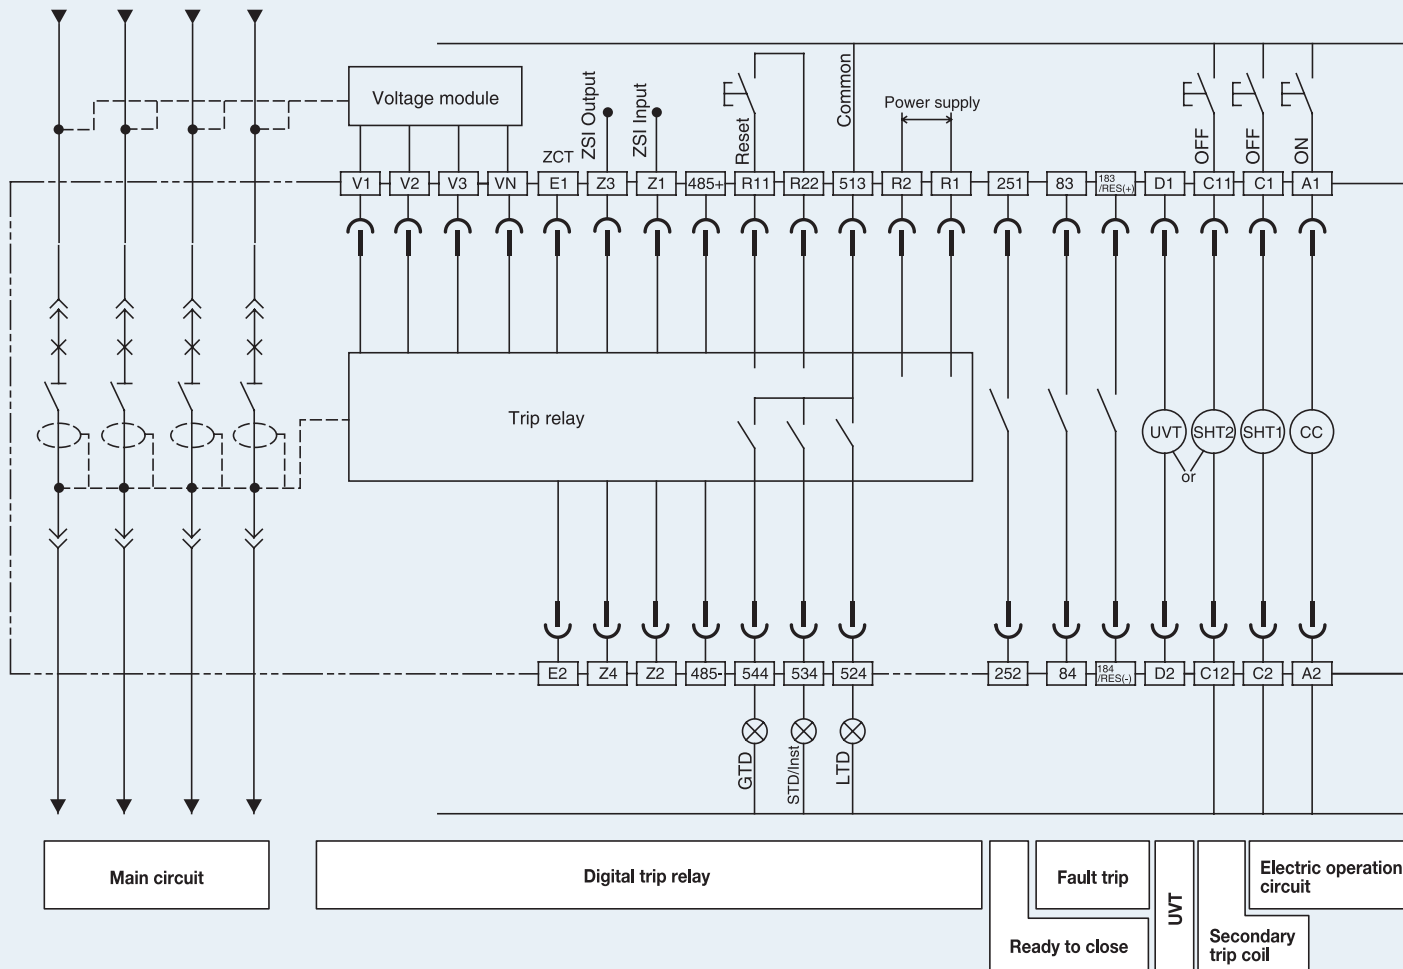 Voltage module
ZCT
ZSI Output
ZSI Input
Reset
Common
Power supply
OFF
OFF
ON
V1 V2 V3 VN E1 Z3 Z1 485+ R11 R22 513 R2 R1 251 83 183 /RES(+) D1 C11 C1 A1
Trip relay
UVT SHT2 SHT1 CC
or
E2 Z4 Z2 485- 544 534 524 252 84 184 /RES(-) D2 C12 C2 A2
GTD
STD/Inst
LTD
Main circuit
Digital trip relay
Ready to close
Fault trip
UVT
Secondary
trip coil
Electric operation
circuit